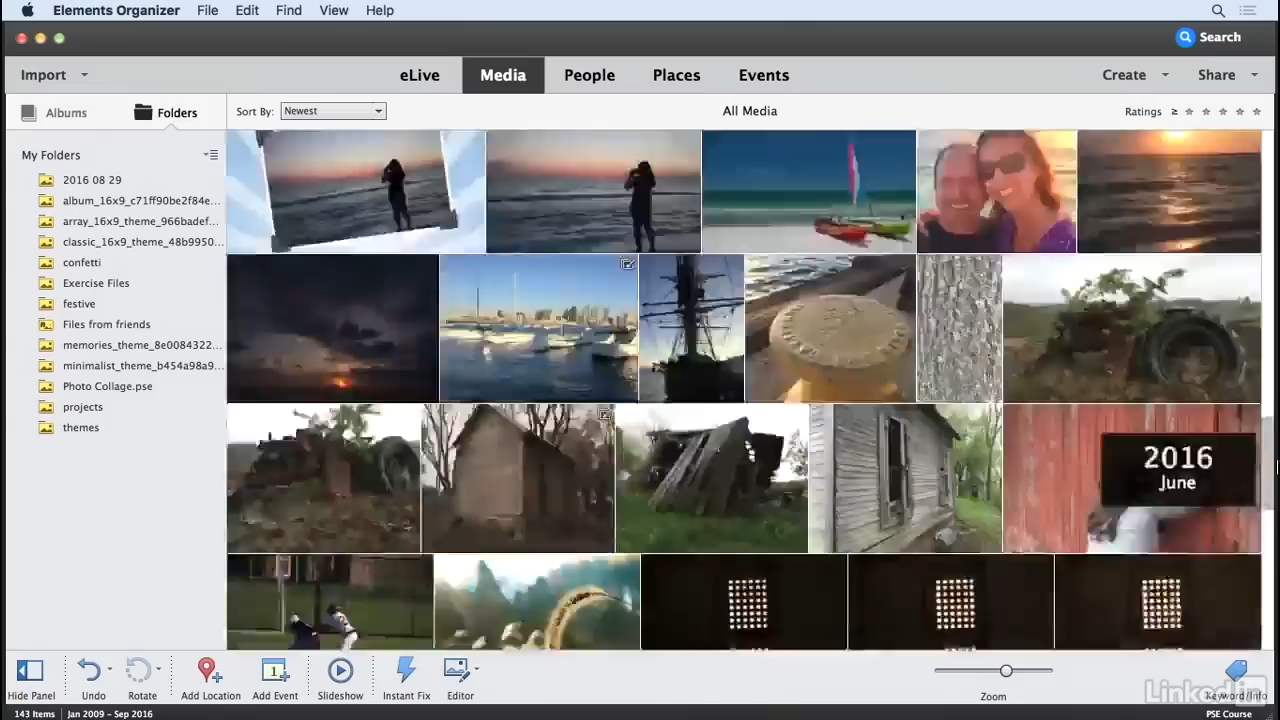 Elements Organizer File Edit Find View Help
Search
Import eLive Media People Places Events Create Share
Albums Folders Sort By: Newest All Media Ratings ≥
My Folders
2016 08 29
album_16x9_c71ff90be2f84e...
array_16x9_theme_966badef...
classic_16x9_theme_48b9950...
confetti
Exercise Files
festive
Files from friends
memories_theme_8e0084322...
minimalist_theme_b454a98a9...
Photo Collage.pse
projects
themes
2016
June
Hide Panel Undo Rotate Add Location Add Event Slideshow Instant Fix Editor Zoom Keyword/Info
1
LinkedIn
143 Items Jan 2009 - Sep 2016 PSE Course